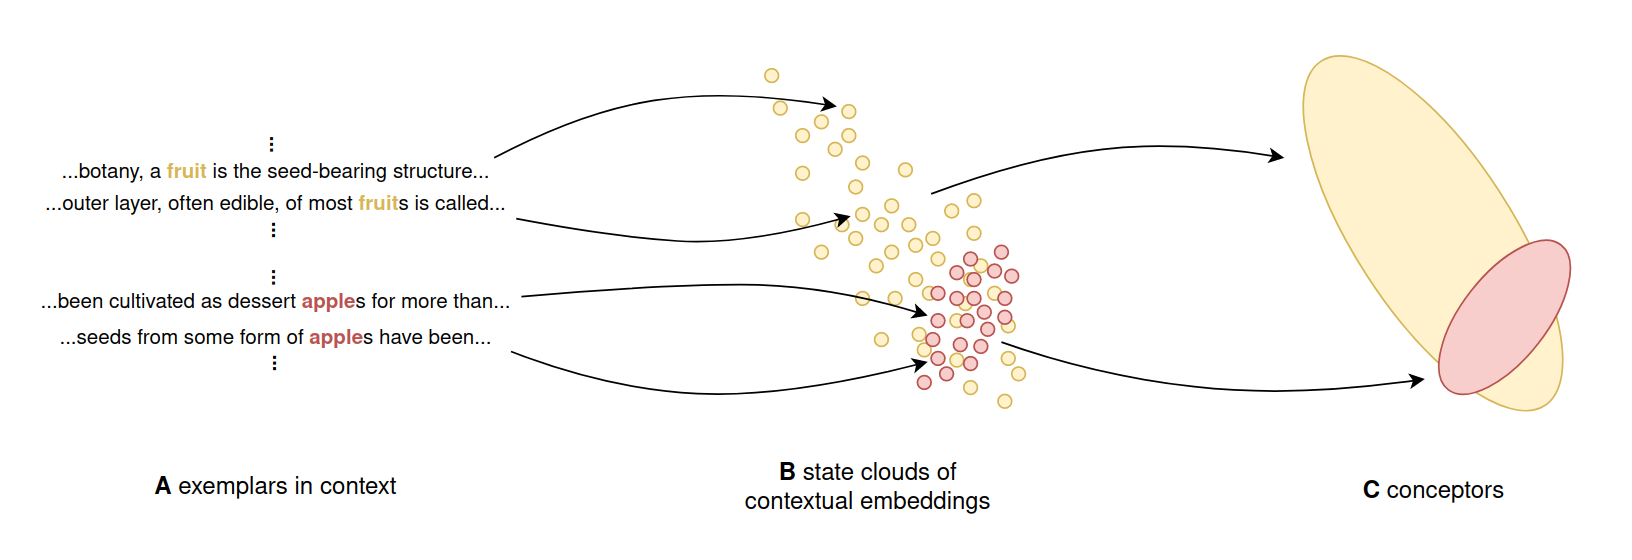 ⋮
...botany, a fruit is the seed-bearing structure...
...outer layer, often edible, of most fruits is called...
⋮
⋮
...been cultivated as dessert apples for more than...
...seeds from some form of apples have been...
⋮
A exemplars in context
B state clouds of
contextual embeddings
C conceptors